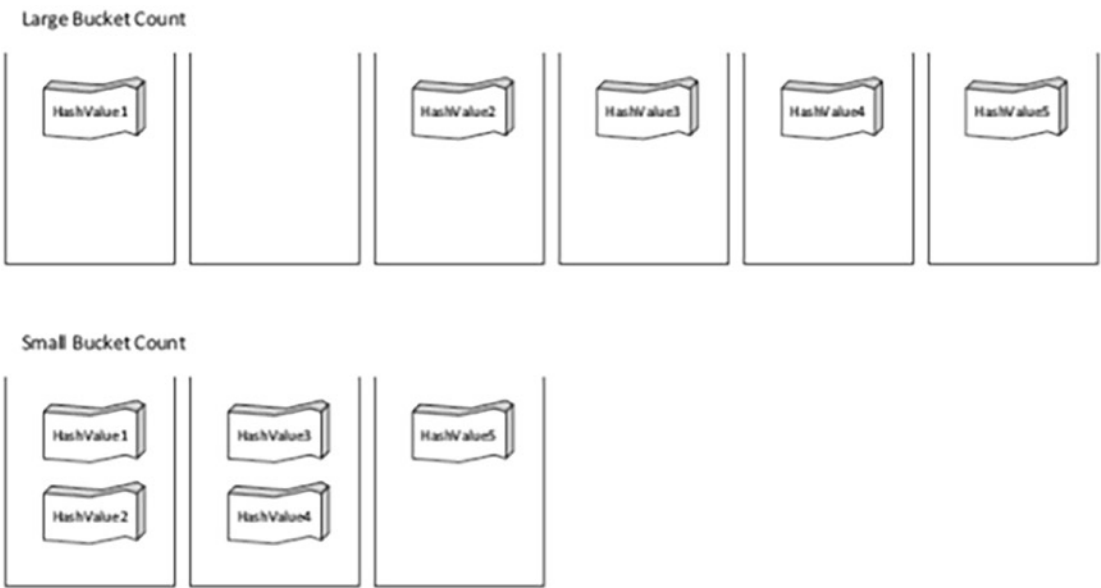 Large Bucket Count
HashValue1
HashValue2
HashValue3
HashValue4
HashValue5
Small Bucket Count
HashValue1
HashValue3
HashValue5
HashValue2
HashValue4